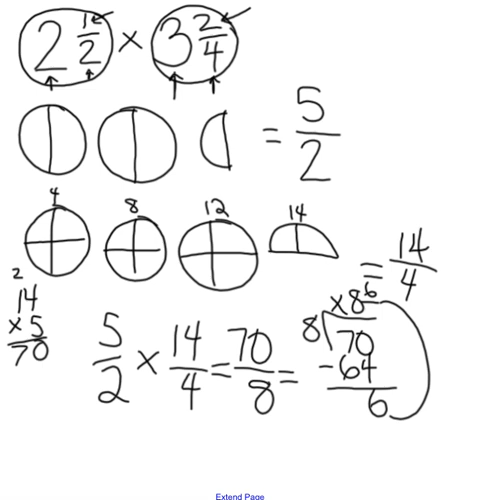 2 1/2 × 3 2/4
= 5/2
4 8 12 14
= 14/4
2
14
× 5
70
5/2 × 14/4 = 70/8 =
× 8 6
8 70
- 64
6
Extend Page